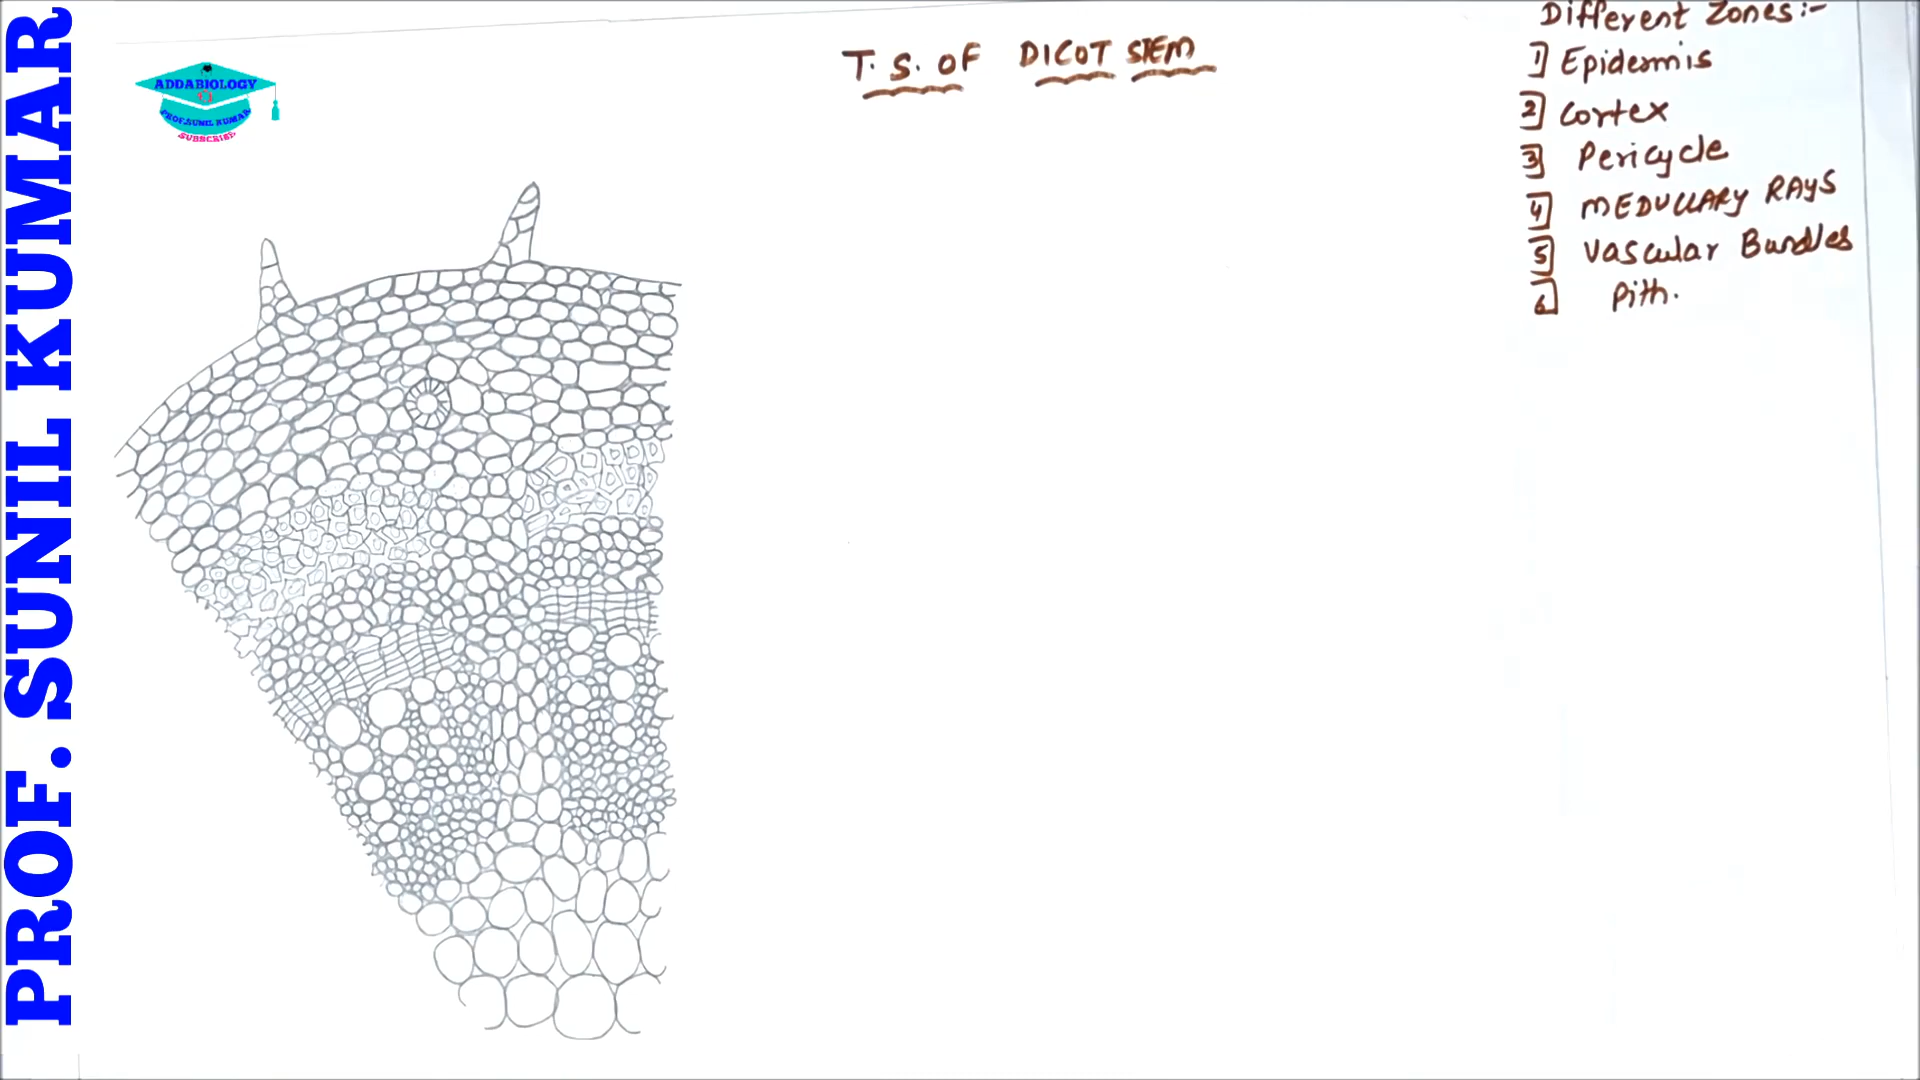 PROF. SUNIL KUMAR
ADDABIOLOGY
PROF.SUNIL KUMAR
SUBSCRIBE
T. S. OF DICOT STEM
Different Zones:-
1] Epidermis
2] Cortex
3] Pericycle
4] MEDULLARY RAYS
5] Vascular Bundles
6] Pith.